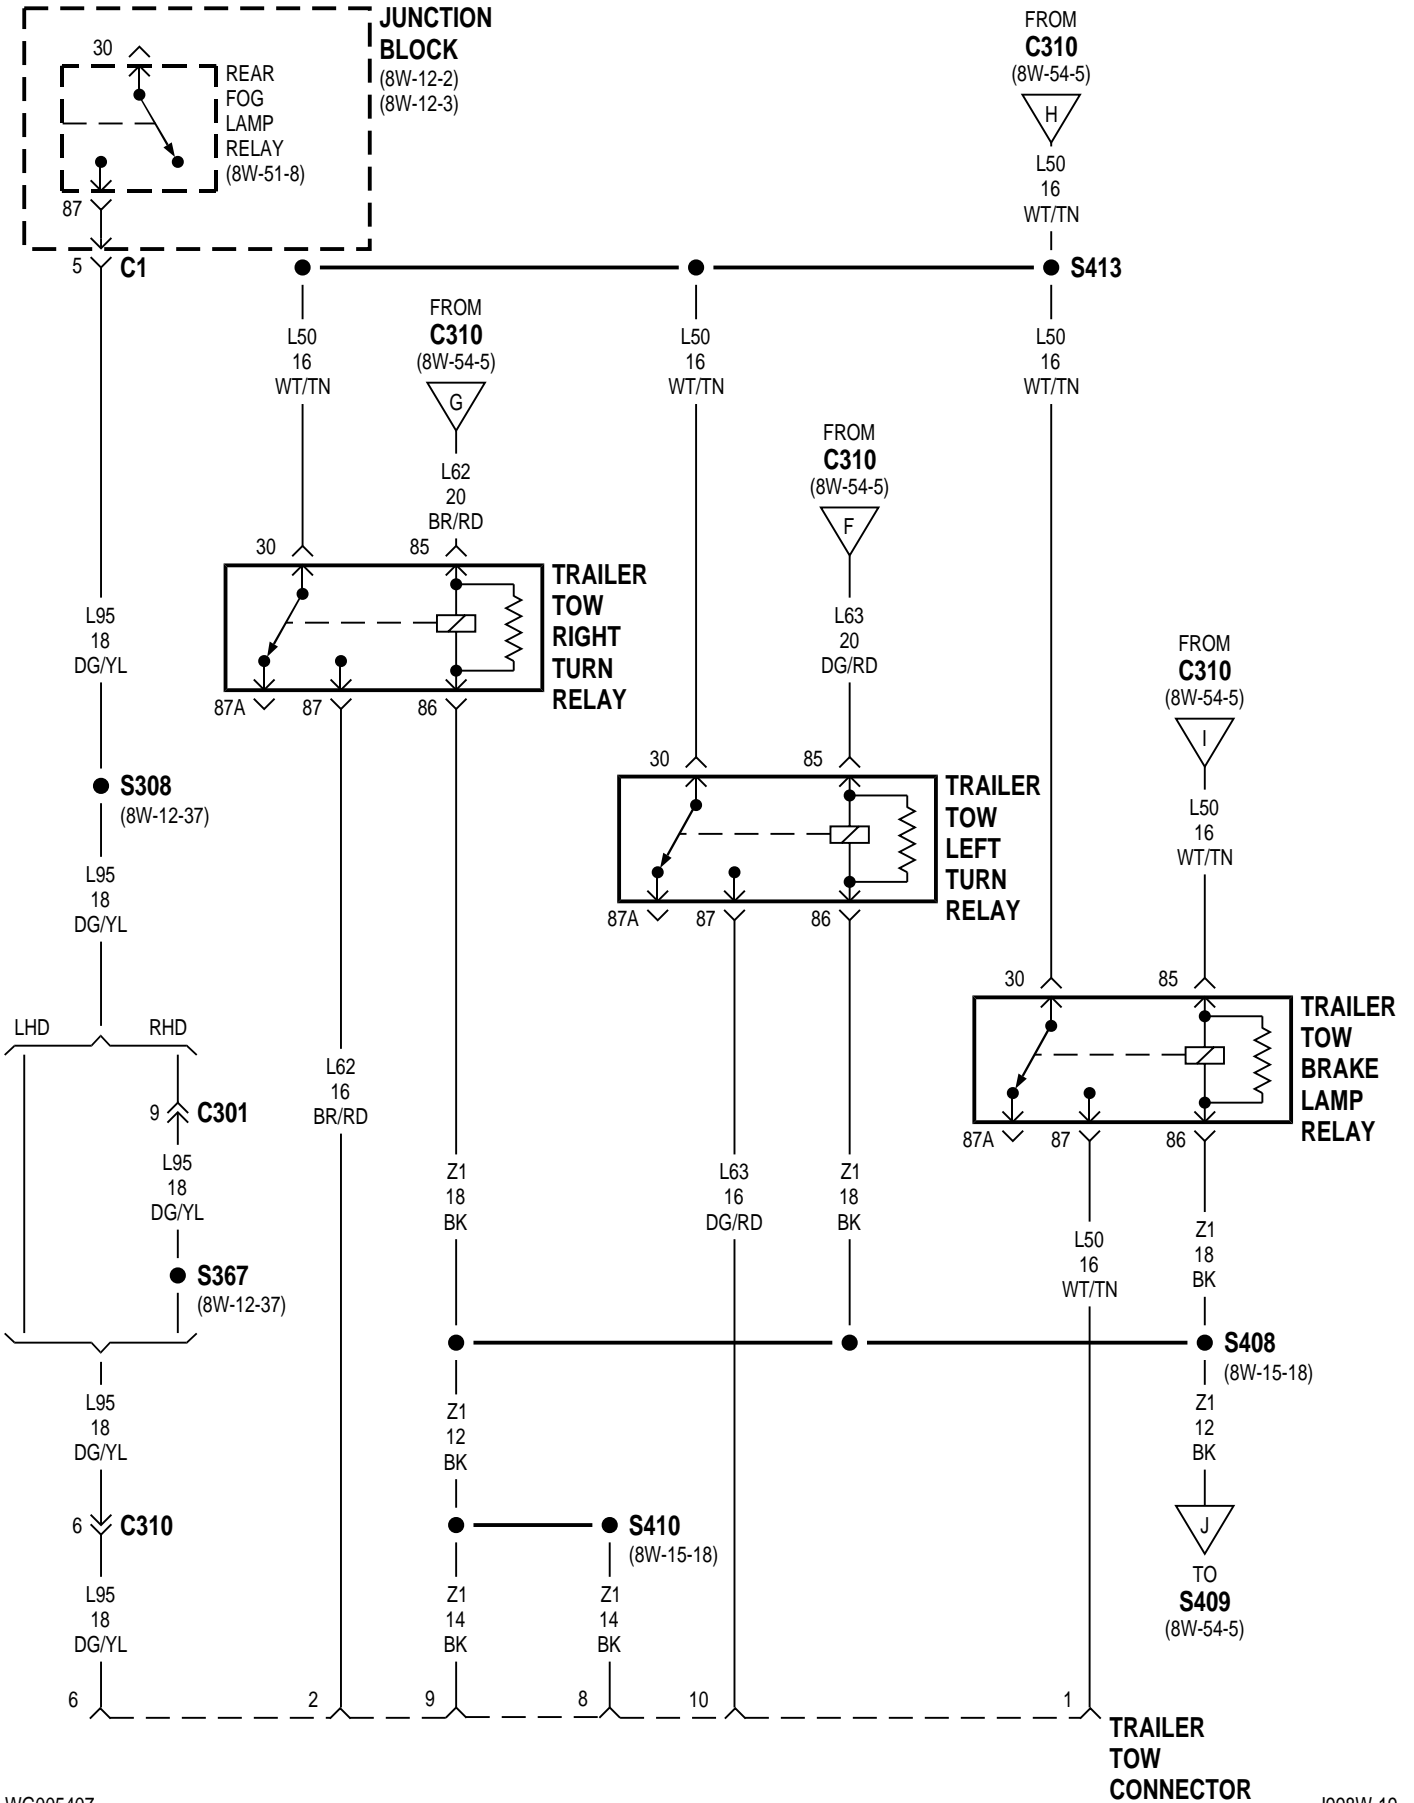 JUNCTION
BLOCK
(8W-12-2)
(8W-12-3)
30
REAR
FOG
LAMP
RELAY
(8W-51-8)
87
5
C1
FROM
C310
(8W-54-5)
H
L50
16
WT/TN
S413
L50
16
WT/TN
FROM
C310
(8W-54-5)
G
L62
20
BR/RD
L50
16
WT/TN
L50
16
WT/TN
FROM
C310
(8W-54-5)
F
L63
20
DG/RD
30
85
TRAILER
TOW
RIGHT
TURN
RELAY
87A
87
86
L95
18
DG/YL
FROM
C310
(8W-54-5)
I
L50
16
WT/TN
30
85
TRAILER
TOW
LEFT
TURN
RELAY
87A
87
86
S308
(8W-12-37)
L95
18
DG/YL
30
85
TRAILER
TOW
BRAKE
LAMP
RELAY
87A
87
86
LHD
RHD
9
C301
L95
18
DG/YL
S367
(8W-12-37)
L62
16
BR/RD
Z1
18
BK
L63
16
DG/RD
Z1
18
BK
L50
16
WT/TN
Z1
18
BK
S408
(8W-15-18)
L95
18
DG/YL
Z1
12
BK
Z1
12
BK
6
C310
S410
(8W-15-18)
J
TO
S409
(8W-54-5)
L95
18
DG/YL
Z1
14
BK
Z1
14
BK
6
2
9
8
10
1
TRAILER
TOW
CONNECTOR